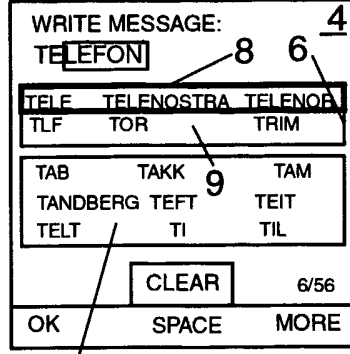 WRITE MESSAGE: 4
TELEFON 8 6
TELE TELENOSTRA TELENOR
TLF TOR TRIM
9
TAB TAKK TAM
TANDBERG TEFT TEIT
TELT TI TIL
CLEAR 6/56
OK SPACE MORE